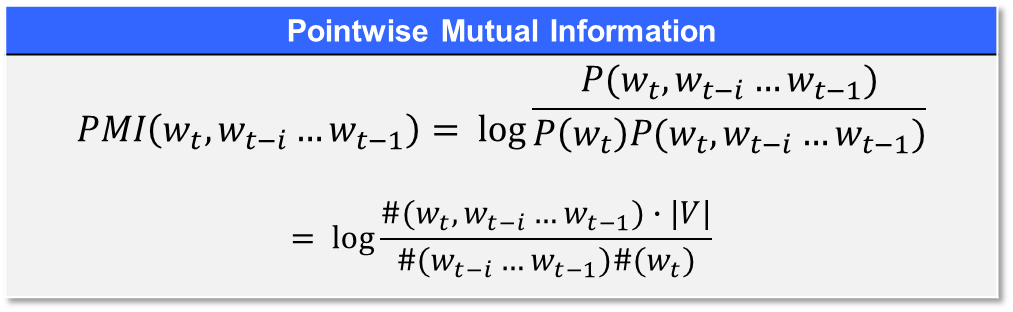 Pointwise Mutual Information
P(w_t, w_{t−i} … w_{t−1})
PMI(w_t, w_{t−i} … w_{t−1}) = log
P(w_t)P(w_t, w_{t−i} … w_{t−1})
#(w_t, w_{t−i} … w_{t−1}) · |V|
= log
#(w_{t−i} … w_{t−1})#(w_t)